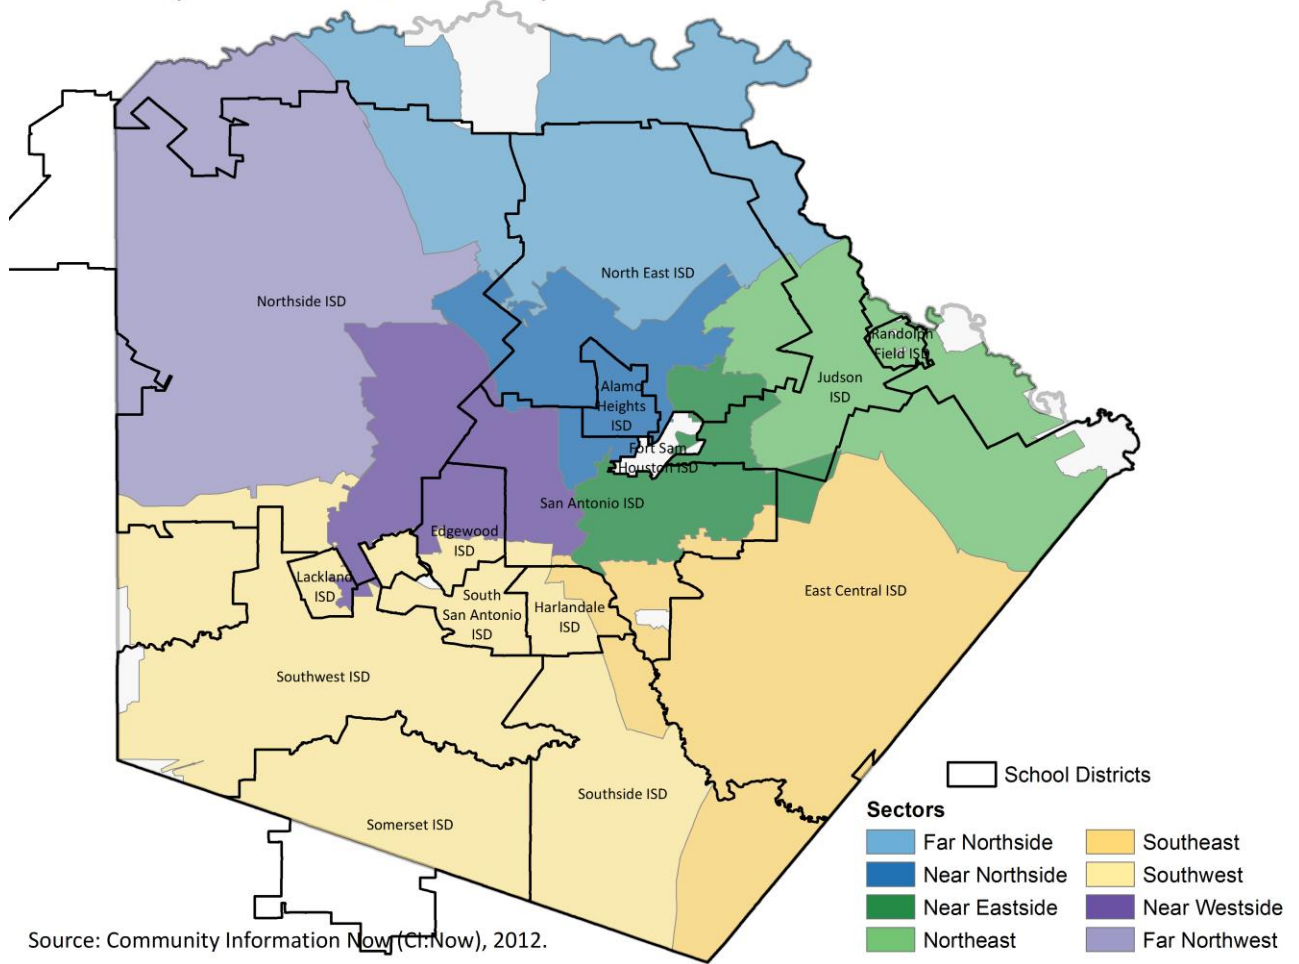 North East ISD
Northside ISD
Randolph
Field ISD
Judson
ISD
Alamo
Heights
ISD
Fort Sam
Houston ISD
San Antonio ISD
Edgewood
ISD
Lackland
ISD
South
San Antonio
ISD
Harlandale
ISD
East Central ISD
Southwest ISD
Southside ISD
Somerset ISD
School Districts
Sectors
Far Northside
Near Northside
Near Eastside
Northeast
Southeast
Southwest
Near Westside
Far Northwest
Source: Community Information Now (CI:Now), 2012.